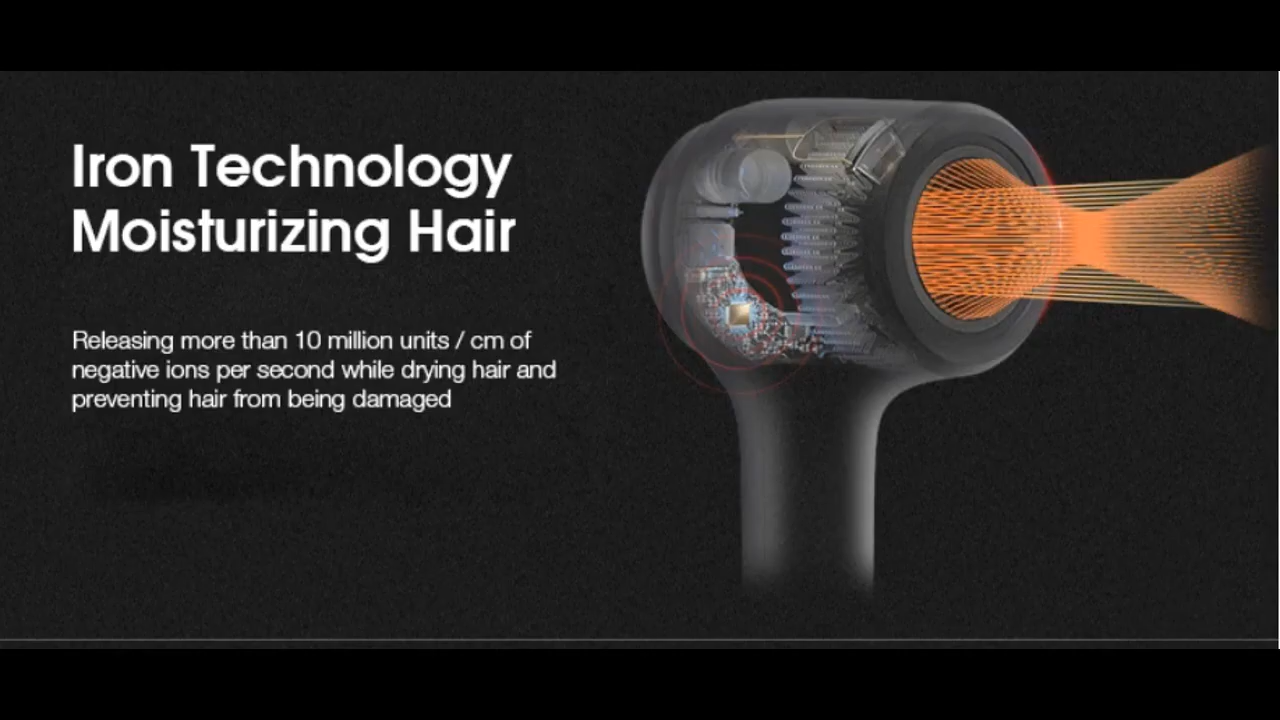 Iron Technology
Moisturizing Hair
Releasing more than 10 million units / cm of
negative ions per second while drying hair and
preventing hair from being damaged